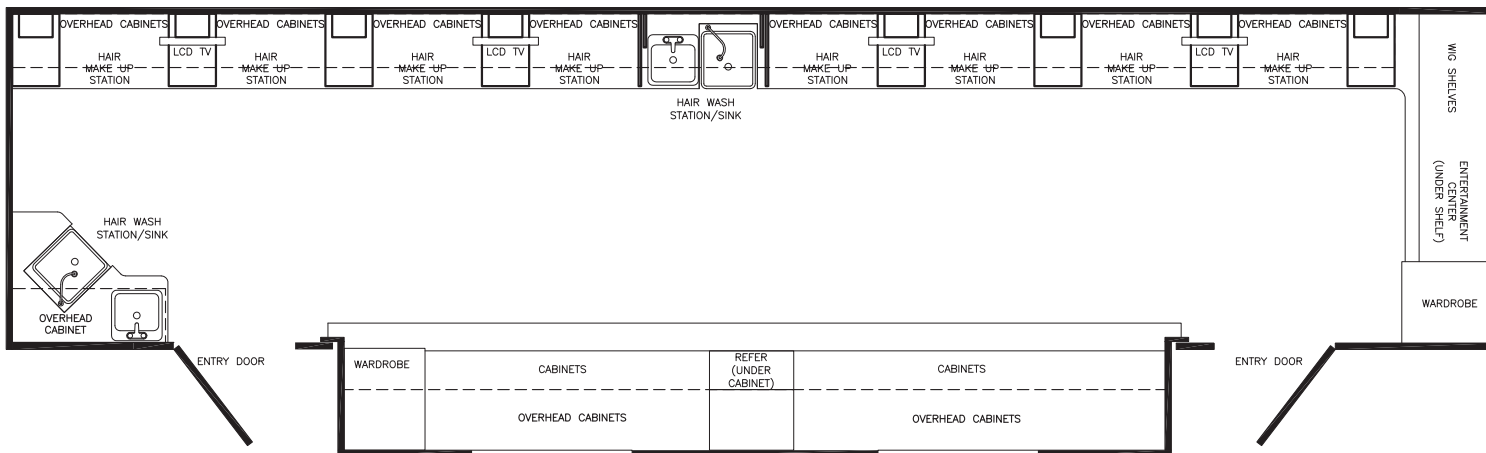 OVERHEAD CABINETS
OVERHEAD CABINETS
OVERHEAD CABINETS
OVERHEAD CABINETS
OVERHEAD CABINETS
OVERHEAD CABINETS
OVERHEAD CABINETS
OVERHEAD CABINETS
LCD TV
LCD TV
LCD TV
LCD TV
HAIR
MAKE UP
STATION
HAIR
MAKE UP
STATION
HAIR
MAKE UP
STATION
HAIR
MAKE UP
STATION
HAIR
MAKE UP
STATION
HAIR
MAKE UP
STATION
HAIR
MAKE UP
STATION
HAIR
MAKE UP
STATION
WIG SHELVES
HAIR WASH
STATION/SINK
ENTERTAINMENT
CENTER
(UNDER SHELF)
HAIR WASH
STATION/SINK
OVERHEAD
CABINET
WARDROBE
ENTRY DOOR
WARDROBE
CABINETS
REFER
(UNDER
CABINET)
CABINETS
ENTRY DOOR
OVERHEAD CABINETS
OVERHEAD CABINETS